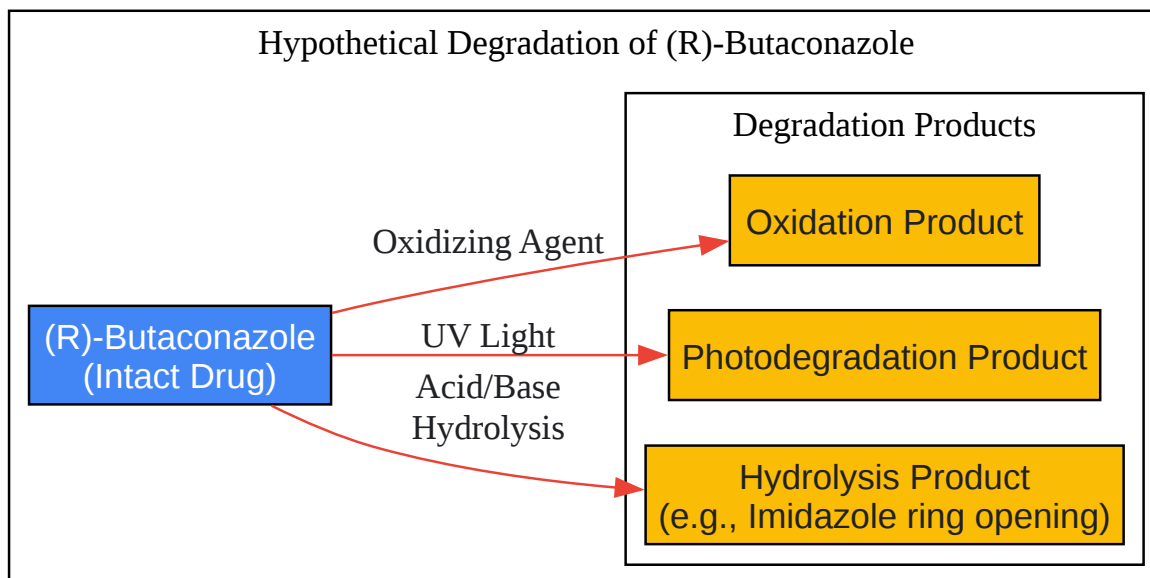 Hypothetical Degradation of (R)-Butaconazole
Degradation Products
Oxidizing Agent
Oxidation Product
(R)-Butaconazole
(Intact Drug)
UV Light
Photodegradation Product
Acid/Base
Hydrolysis
Hydrolysis Product
(e.g., Imidazole ring opening)